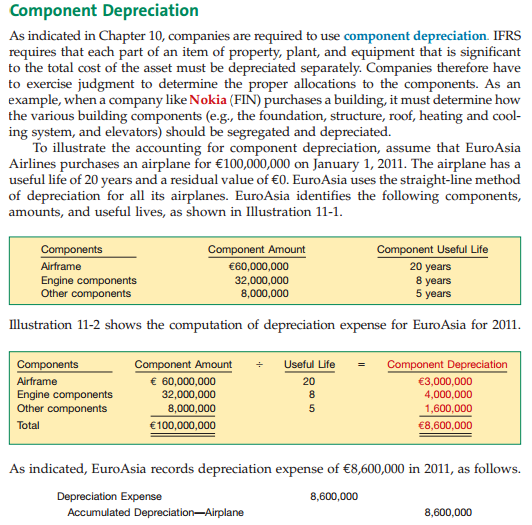 Component Depreciation
As indicated in Chapter 10, companies are required to use component depreciation. IFRS
requires that each part of an item of property, plant, and equipment that is significant
to the total cost of the asset must be depreciated separately. Companies therefore have
to exercise judgment to determine the proper allocations to the components. As an
example, when a company like Nokia (FIN) purchases a building, it must determine how
the various building components (e.g., the foundation, structure, roof, heating and cool-
ing system, and elevators) should be segregated and depreciated.
To illustrate the accounting for component depreciation, assume that EuroAsia
Airlines purchases an airplane for €100,000,000 on January 1, 2011. The airplane has a
useful life of 20 years and a residual value of €0. EuroAsia uses the straight-line method
of depreciation for all its airplanes. EuroAsia identifies the following components,
amounts, and useful lives, as shown in Illustration 11-1.
Components Component Amount Component Useful Life
Airframe €60,000,000 20 years
Engine components 32,000,000 8 years
Other components 8,000,000 5 years
Illustration 11-2 shows the computation of depreciation expense for EuroAsia for 2011.
Components Component Amount ÷ Useful Life = Component Depreciation
Airframe € 60,000,000 20 €3,000,000
Engine components 32,000,000 8 4,000,000
Other components 8,000,000 5 1,600,000
Total €100,000,000 €8,600,000
As indicated, EuroAsia records depreciation expense of €8,600,000 in 2011, as follows.
Depreciation Expense 8,600,000
Accumulated Depreciation—Airplane 8,600,000